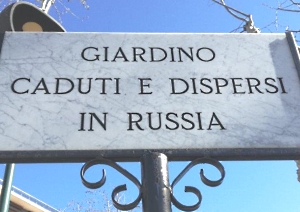 GIARDINO
CADUTI E DISPERSI
IN RUSSIA